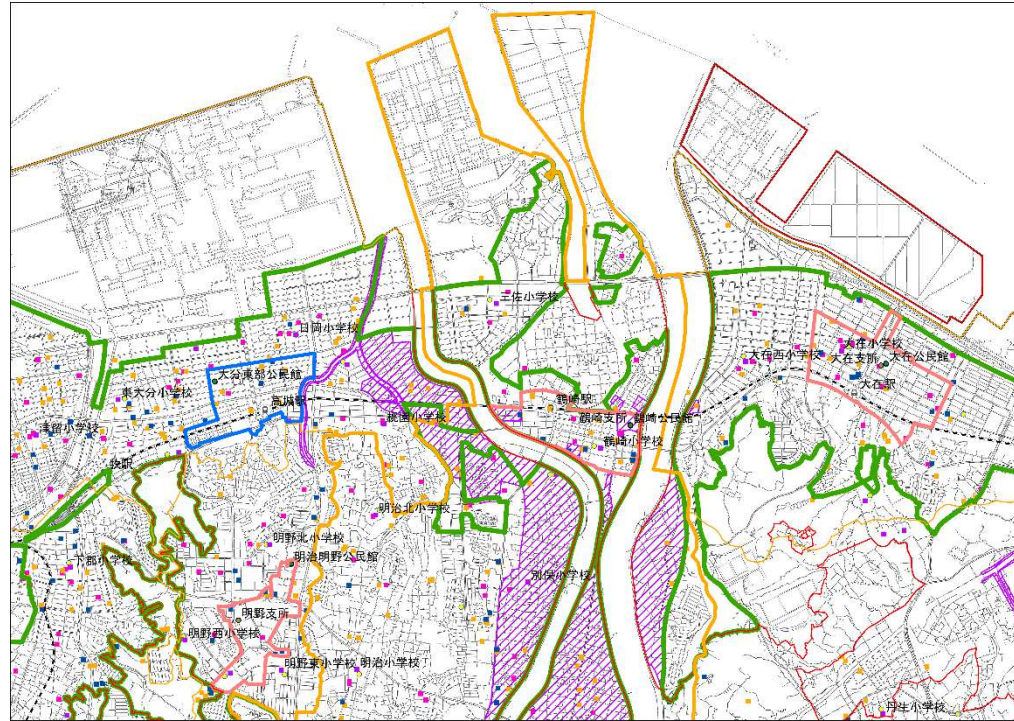 三佐小学校
日岡小学校
大在小学校
大在西小学校
大在支所
大在公民館
大分東部公民館
大在駅
東大分小学校
高城駅
鶴崎駅
桃園小学校
鶴崎支所
鶴崎公民館
津留小学校
鶴崎小学校
牧駅
明治北小学校
明野北小学校
明治明野公民館
下郡小学校
別保小学校
明野支所
明野西小学校
明野東小学校
明治小学校
丹生小学校